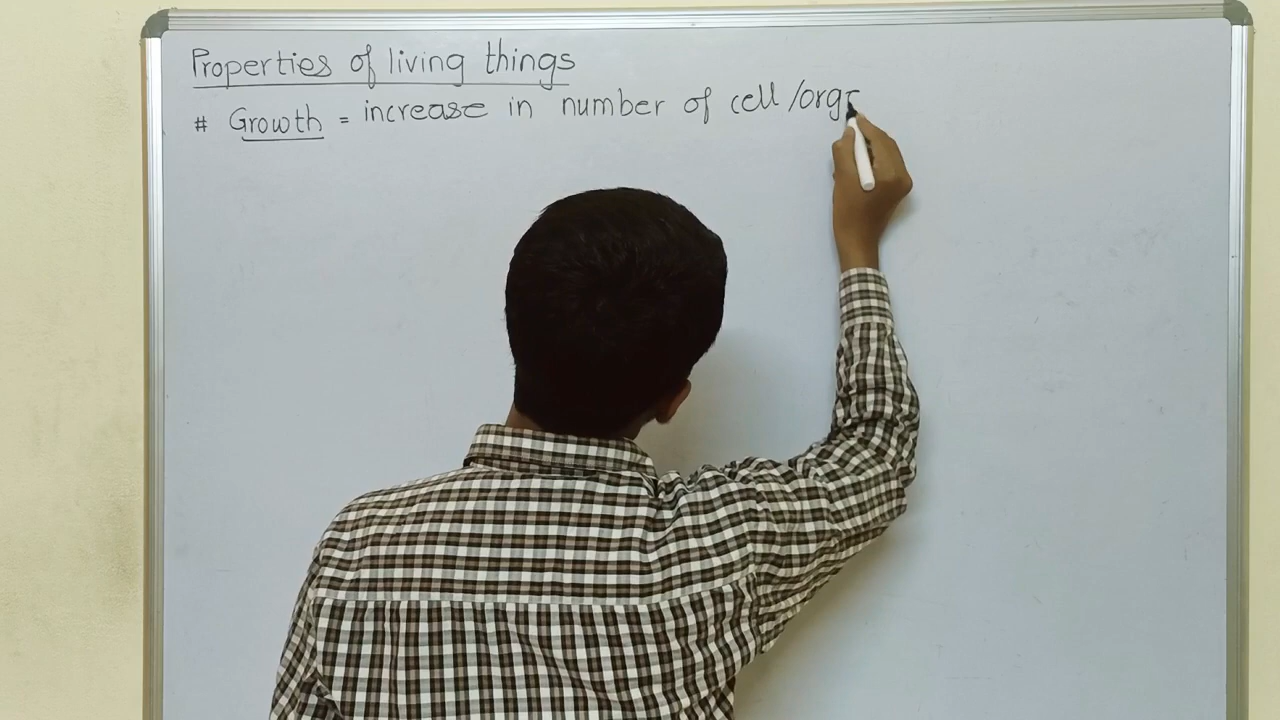 Properties of living things
# Growth = increase in number of cell /org